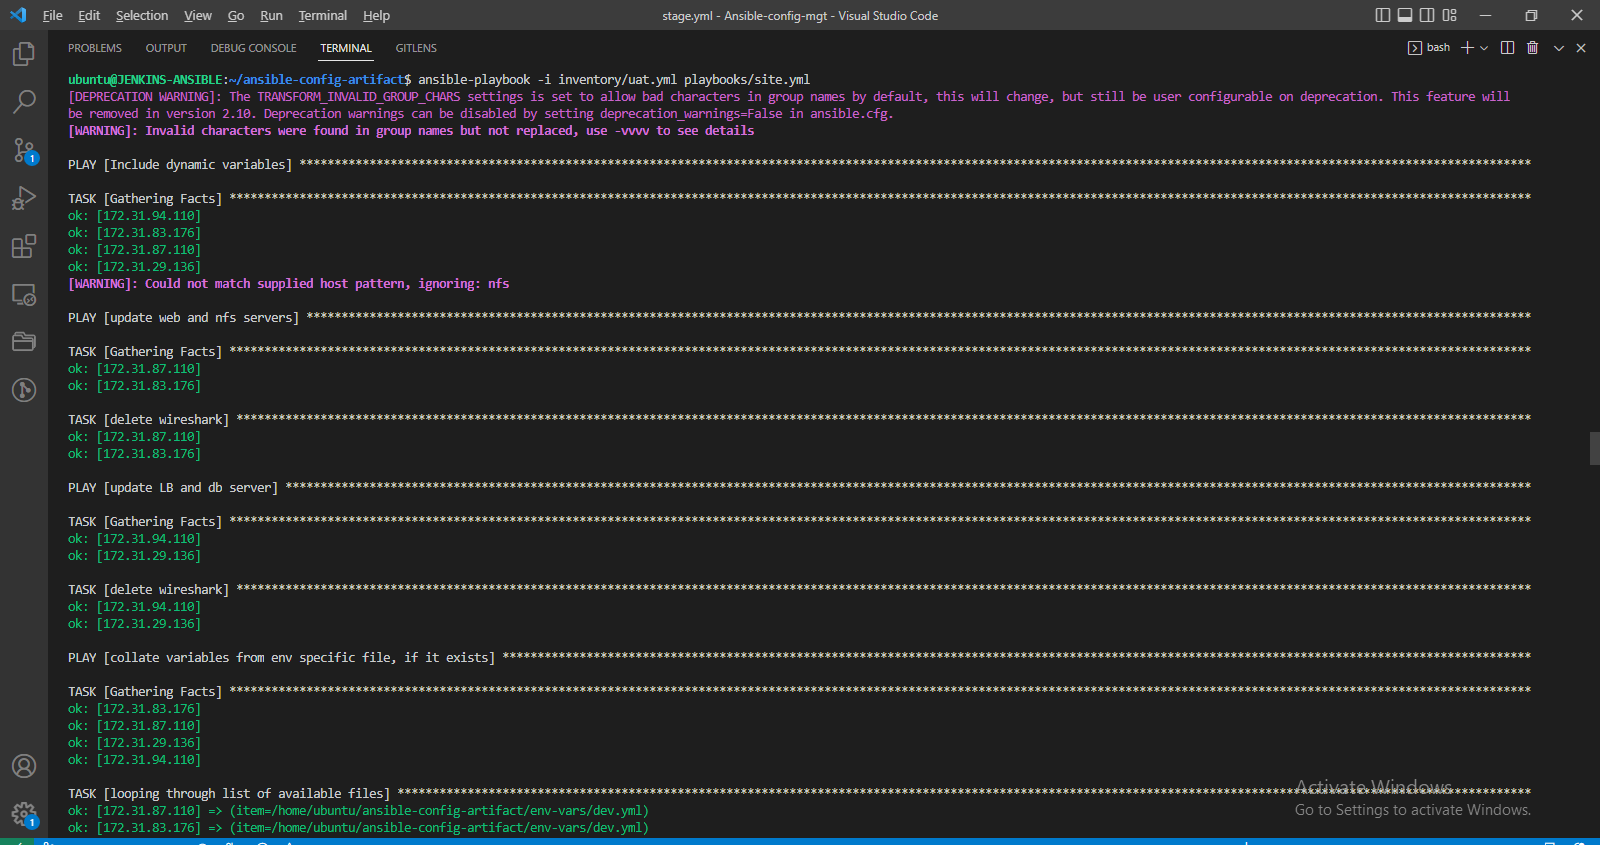 File Edit Selection View Go Run Terminal Help stage.yml - Ansible-config-mgt - Visual Studio Code
PROBLEMS OUTPUT DEBUG CONSOLE TERMINAL GITLENS bash
ubuntu@JENKINS-ANSIBLE:~/ansible-config-artifact$ ansible-playbook -i inventory/uat.yml playbooks/site.yml
[DEPRECATION WARNING]: The TRANSFORM_INVALID_GROUP_CHARS settings is set to allow bad characters in group names by default, this will change, but still be user configurable on deprecation. This feature will
be removed in version 2.10. Deprecation warnings can be disabled by setting deprecation_warnings=False in ansible.cfg.
[WARNING]: Invalid characters were found in group names but not replaced, use -vvvv to see details
PLAY [Include dynamic variables] ****************************************************************
TASK [Gathering Facts] ****************************************************************
ok: [172.31.94.110]
ok: [172.31.83.176]
ok: [172.31.87.110]
ok: [172.31.29.136]
[WARNING]: Could not match supplied host pattern, ignoring: nfs
PLAY [update web and nfs servers] ****************************************************************
TASK [Gathering Facts] ****************************************************************
ok: [172.31.87.110]
ok: [172.31.83.176]
TASK [delete wireshark] ****************************************************************
ok: [172.31.87.110]
ok: [172.31.83.176]
PLAY [update LB and db server] ****************************************************************
TASK [Gathering Facts] ****************************************************************
ok: [172.31.94.110]
ok: [172.31.29.136]
TASK [delete wireshark] ****************************************************************
ok: [172.31.94.110]
ok: [172.31.29.136]
PLAY [collate variables from env specific file, if it exists] ****************************************************************
TASK [Gathering Facts] ****************************************************************
ok: [172.31.83.176]
ok: [172.31.87.110]
ok: [172.31.29.136]
ok: [172.31.94.110]
TASK [looping through list of available files] ****************************************************************
ok: [172.31.87.110] => (item=/home/ubuntu/ansible-config-artifact/env-vars/dev.yml)
ok: [172.31.83.176] => (item=/home/ubuntu/ansible-config-artifact/env-vars/dev.yml)
Activate Windows
Go to Settings to activate Windows.
1
1